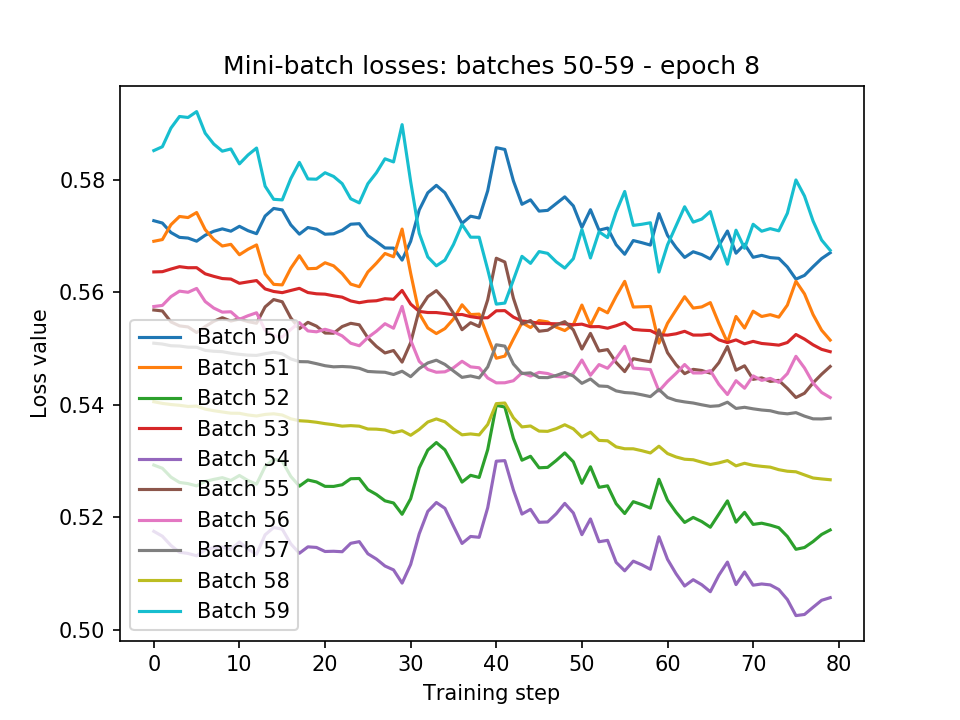 Mini-batch losses: batches 50-59 - epoch 8
Loss value
0.58
0.56
0.54
0.52
0.50
Batch 50
Batch 51
Batch 52
Batch 53
Batch 54
Batch 55
Batch 56
Batch 57
Batch 58
Batch 59
0 10 20 30 40 50 60 70 80
Training step